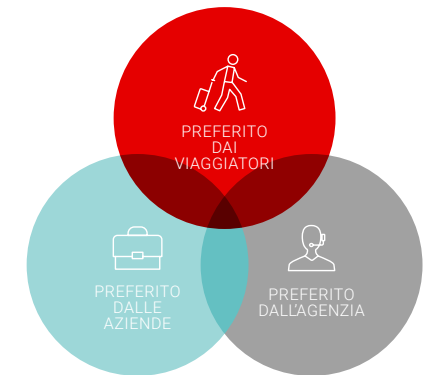 PREFERITO
DAI
VIAGGIATORI
PREFERITO
DALLE
AZIENDE
PREFERITO
DALL'AGENZIA